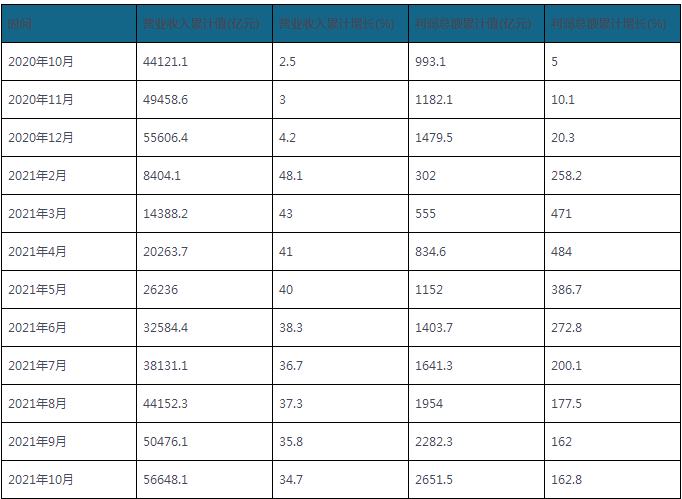 时间 营业收入累计值(亿元) 营业收入累计增长(%) 利润总额累计值(亿元) 利润总额累计增长(%)
2020年10月 44121.1 2.5 993.1 5
2020年11月 49458.6 3 1182.1 10.1
2020年12月 55606.4 4.2 1479.5 20.3
2021年2月 8404.1 48.1 302 258.2
2021年3月 14388.2 43 555 471
2021年4月 20263.7 41 834.6 484
2021年5月 26236 40 1152 386.7
2021年6月 32584.4 38.3 1403.7 272.8
2021年7月 38131.1 36.7 1641.3 200.1
2021年8月 44152.3 37.3 1954 177.5
2021年9月 50476.1 35.8 2282.3 162
2021年10月 56648.1 34.7 2651.5 162.8